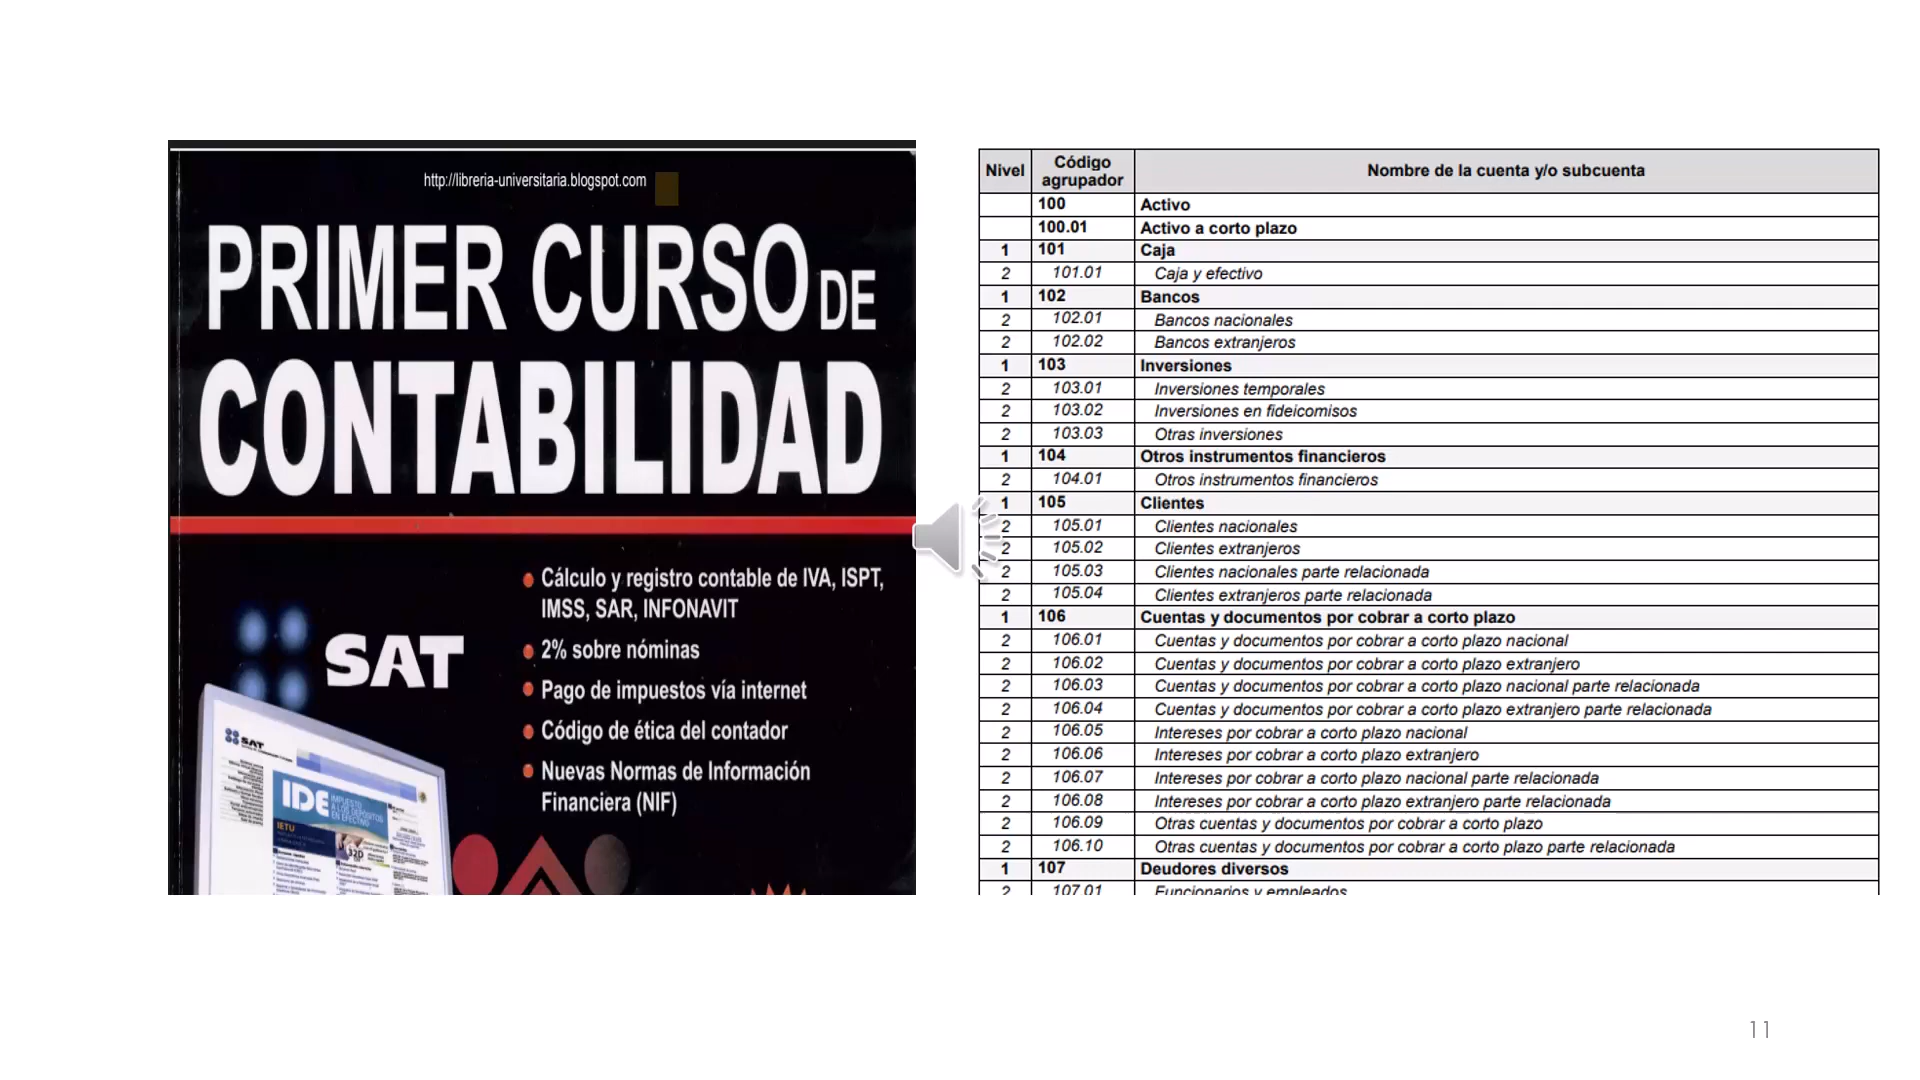 http://libreria-universitaria.blogspot.com
PRIMER CURSO DE
CONTABILIDAD
Cálculo y registro contable de IVA, ISPT,
IMSS, SAR, INFONAVIT
2% sobre nóminas
Pago de impuestos vía internet
Código de ética del contador
Nuevas Normas de Información
Financiera (NIF)
SAT
SAT
IDE IMPUESTO
A LOS DEPÓSITOS
EN EFECTIVO
IETU
Nivel Código agrupador Nombre de la cuenta y/o subcuenta
100 Activo
100.01 Activo a corto plazo
1 101 Caja
2 101.01 Caja y efectivo
1 102 Bancos
2 102.01 Bancos nacionales
2 102.02 Bancos extranjeros
1 103 Inversiones
2 103.01 Inversiones temporales
2 103.02 Inversiones en fideicomisos
2 103.03 Otras inversiones
1 104 Otros instrumentos financieros
2 104.01 Otros instrumentos financieros
1 105 Clientes
2 105.01 Clientes nacionales
2 105.02 Clientes extranjeros
2 105.03 Clientes nacionales parte relacionada
2 105.04 Clientes extranjeros parte relacionada
1 106 Cuentas y documentos por cobrar a corto plazo
2 106.01 Cuentas y documentos por cobrar a corto plazo nacional
2 106.02 Cuentas y documentos por cobrar a corto plazo extranjero
2 106.03 Cuentas y documentos por cobrar a corto plazo nacional parte relacionada
2 106.04 Cuentas y documentos por cobrar a corto plazo extranjero parte relacionada
2 106.05 Intereses por cobrar a corto plazo nacional
2 106.06 Intereses por cobrar a corto plazo extranjero
2 106.07 Intereses por cobrar a corto plazo nacional parte relacionada
2 106.08 Intereses por cobrar a corto plazo extranjero parte relacionada
2 106.09 Otras cuentas y documentos por cobrar a corto plazo
2 106.10 Otras cuentas y documentos por cobrar a corto plazo parte relacionada
1 107 Deudores diversos
2 107.01 Funcionarios y empleados
11